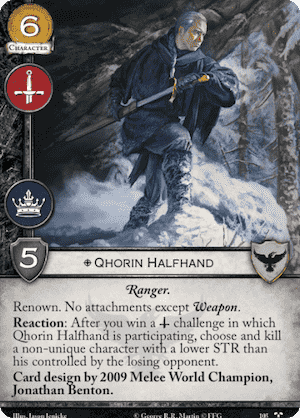 6
CHARACTER
5
QHORIN HALFHAND
Ranger.
Renown. No attachments except Weapon.
Reaction: After you win a challenge in which
Qhorin Halfhand is participating, choose and kill
a non-unique character with a lower STR than
his controlled by the losing opponent.
Card design by 2009 Melee World Champion,
Jonathan Benton.
Illus. Jason Jenicke
© George R.R. Martin © FFG
105